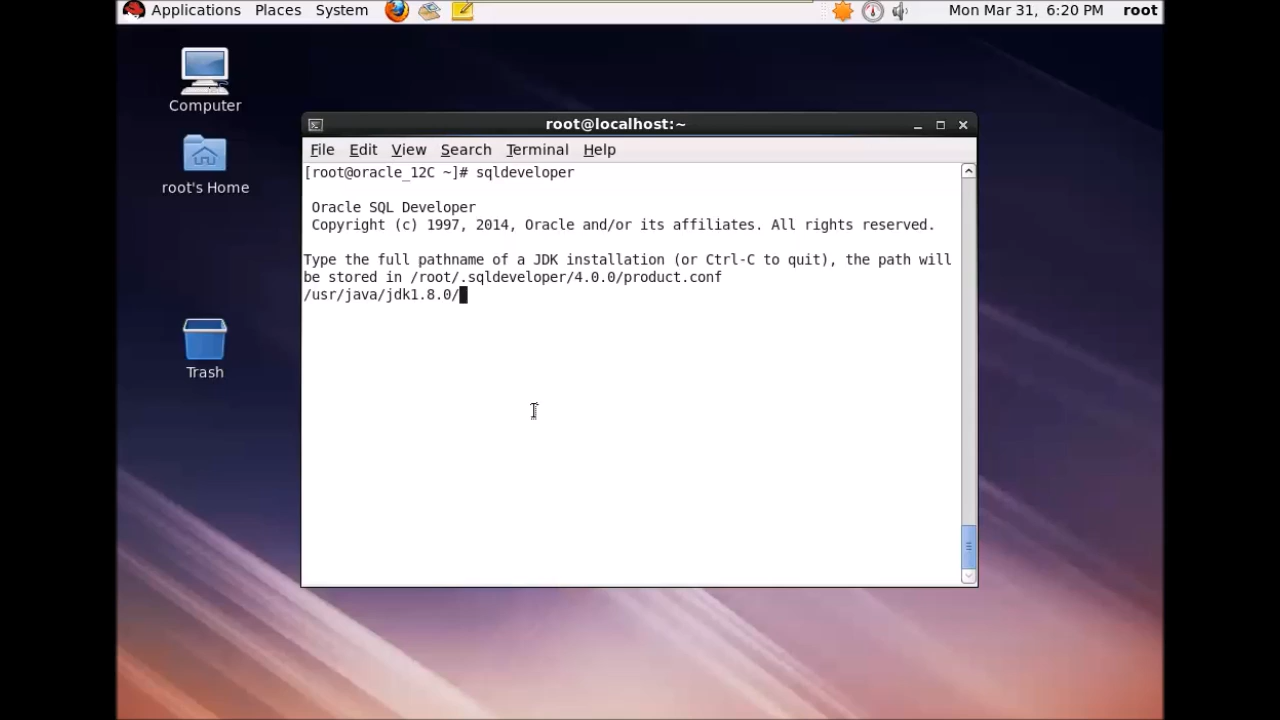 Applications Places System Mon Mar 31, 6:20 PM root
Computer
root's Home
Trash
root@localhost:~
File Edit View Search Terminal Help
[root@oracle_12C ~]# sqldeveloper
Oracle SQL Developer
Copyright (c) 1997, 2014, Oracle and/or its affiliates. All rights reserved.
Type the full pathname of a JDK installation (or Ctrl-C to quit), the path will
be stored in /root/.sqldeveloper/4.0.0/product.conf
/usr/java/jdk1.8.0/